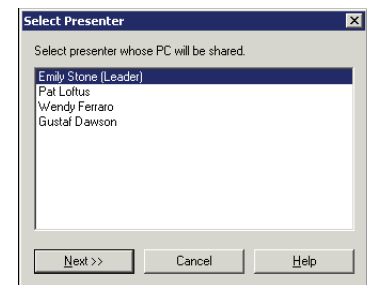 Select Presenter
Select presenter whose PC will be shared.
Emily Stone (Leader)
Pat Loftus
Wendy Ferraro
Gustaf Dawson
Next >> Cancel Help